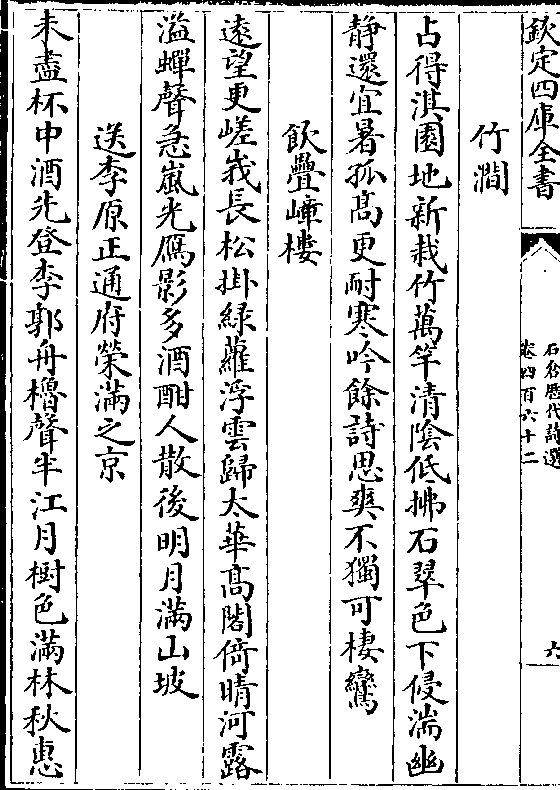 欽定四庫全書
石倉歷代詩選
卷四百六十二
六
竹澗
占得淇園地新栽竹萬竿清陰低拂石翠色下侵湍幽
静還宜暑孤高更耐寒吟餘詩思爽不獨可棲鸞
飲疊嶂樓
遠望更嵯峩長松掛綠蘿浮雲歸太華高閣倚晴河露
溢蟬聲急嵐光鴈影多酒酣人散後明月滿山坡
送李原正通府榮滿之京
未盡杯中酒先登李郭舟櫓聲半江月樹色滿林秋惠